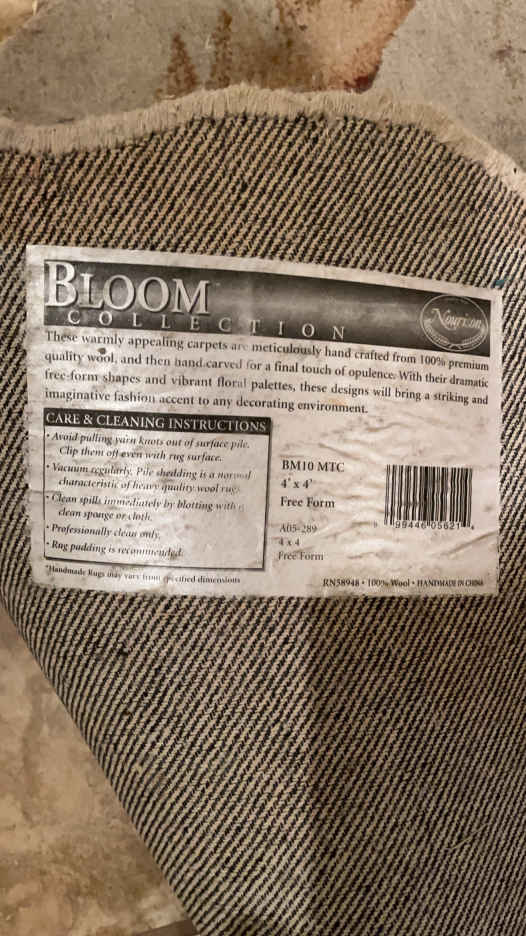 BLOOM
COLLECTION
Nourison
These warmly appealing carpets are meticulously hand crafted from 100% premium
quality wool, and then hand carved for a final touch of opulence. With their dramatic
free-form shapes and vibrant floral palettes, these designs will bring a striking and
imaginative fashion accent to any decorating environment.
CARE & CLEANING INSTRUCTIONS
• Avoid pulling yarn knots out of surface pile.
Clip them off even with rug surface.
• Vacuum regularly. Pile shedding is a normal
characteristic of heavy quality wool rugs.
• Clean spills immediately by blotting with a
clean sponge or cloth.
• Professionally clean only.
• Rug padding is recommended.
*Handmade Rugs may vary from specified dimensions
BM10 MTC
4' x 4'
Free Form
A05-289
4 x 4
Free Form
0 99446 05621 4
RN58948 • 100% Wool • HANDMADE IN CHINA